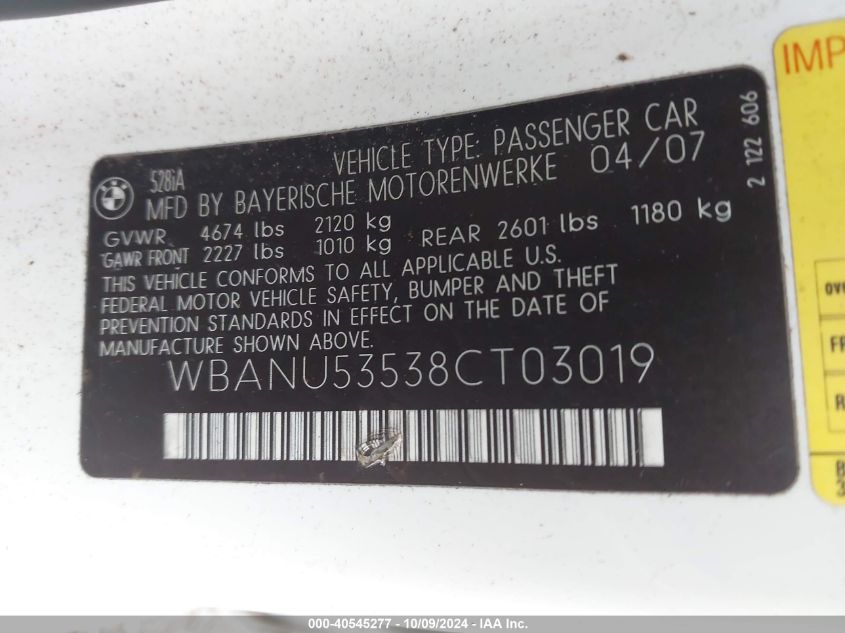 IMP
2 122 606
528iA
VEHICLE TYPE: PASSENGER CAR
MFD BY BAYERISCHE MOTORENWERKE 04/07
GVWR 4674 lbs 2120 kg
GAWR FRONT 2227 lbs 1010 kg REAR 2601 lbs 1180 kg
THIS VEHICLE CONFORMS TO ALL APPLICABLE U.S.
FEDERAL MOTOR VEHICLE SAFETY, BUMPER AND THEFT
PREVENTION STANDARDS IN EFFECT ON THE DATE OF
MANUFACTURE SHOWN ABOVE.
WBANU53538CT03019
000-40545277 - 10/09/2024 - IAA Inc.